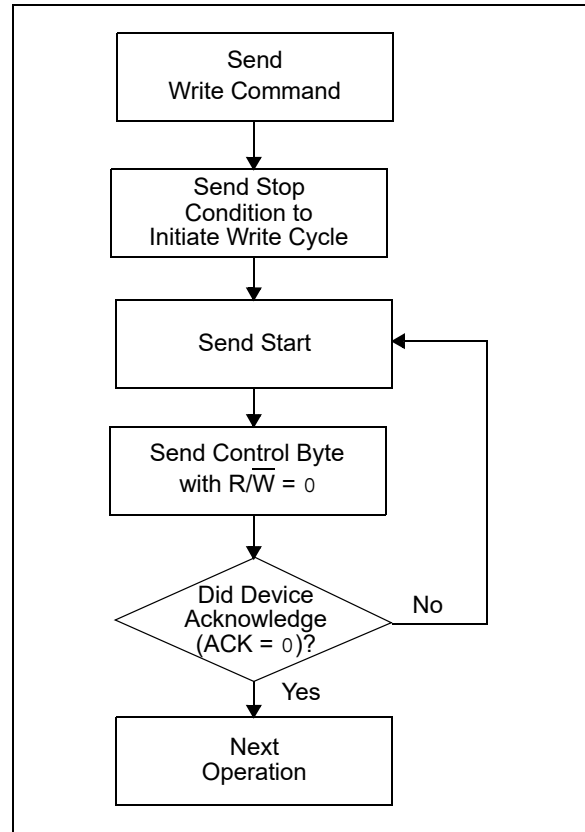 Send
Write Command
Send Stop
Condition to
Initiate Write Cycle
Send Start
Send Control Byte
with R/W̅ = 0
Did Device
Acknowledge
(ACK = 0)?
No
Yes
Next
Operation